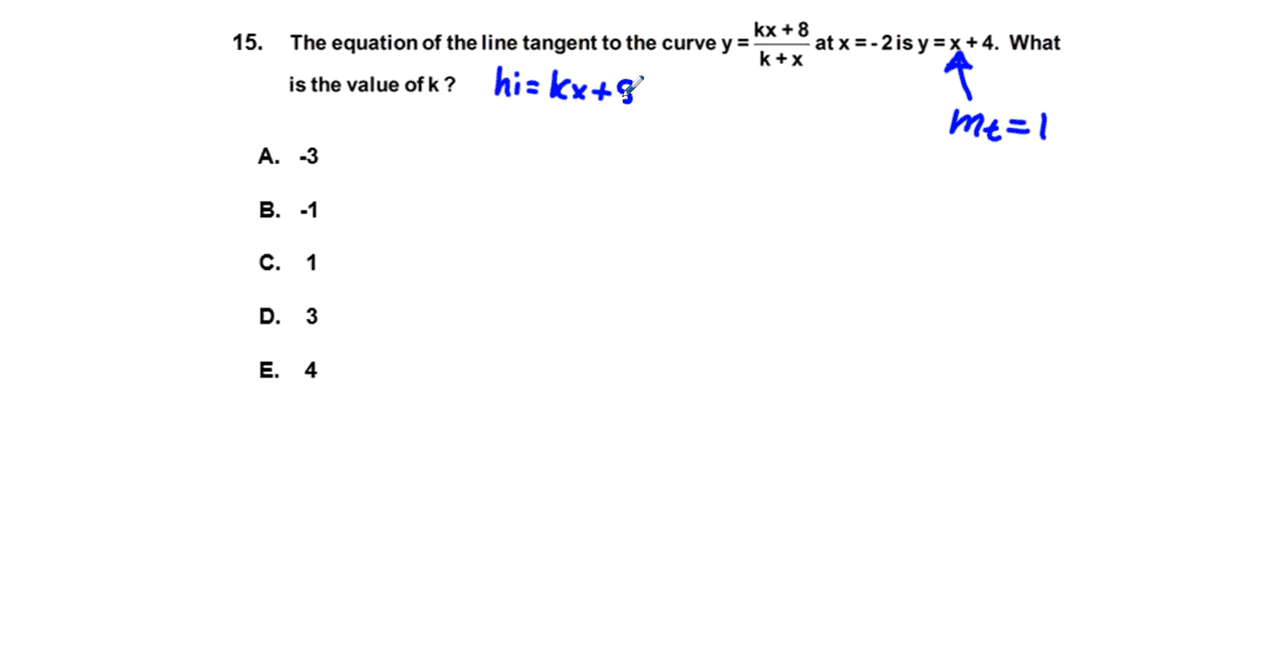 15. The equation of the line tangent to the curve y = kx + 8 / k + x at x = - 2 is y = x + 4. What
is the value of k ?
hi = kx + 8
mt = 1
A. -3
B. -1
C. 1
D. 3
E. 4